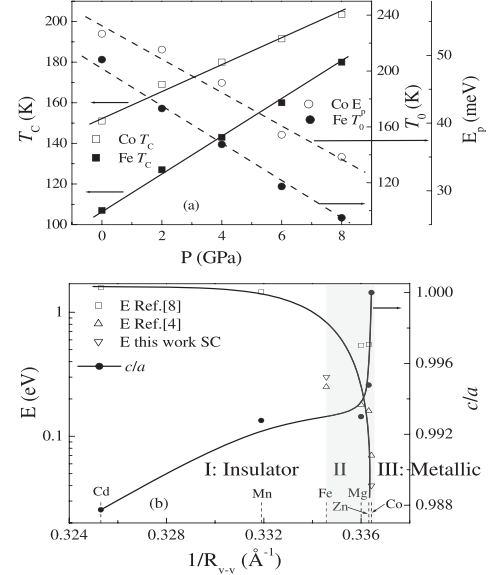 200
180
160
140
120
100
T_C (K)
240
200
160
120
T_0 (K)
50
40
30
E_p (meV)
Co T_C
Fe T_C
Co E_p
Fe T_0
(a)
0 2 4 6 8
P (GPa)
1
0.1
E (eV)
1.000
0.996
0.992
0.988
c/a
E Ref.[8]
E Ref.[4]
E this work SC
c/a
I: Insulator II III: Metallic
Cd Mn Fe Mg Zn Co
(b)
0.324 0.328 0.332 0.336
1/R_{v-v} (Å^{-1})